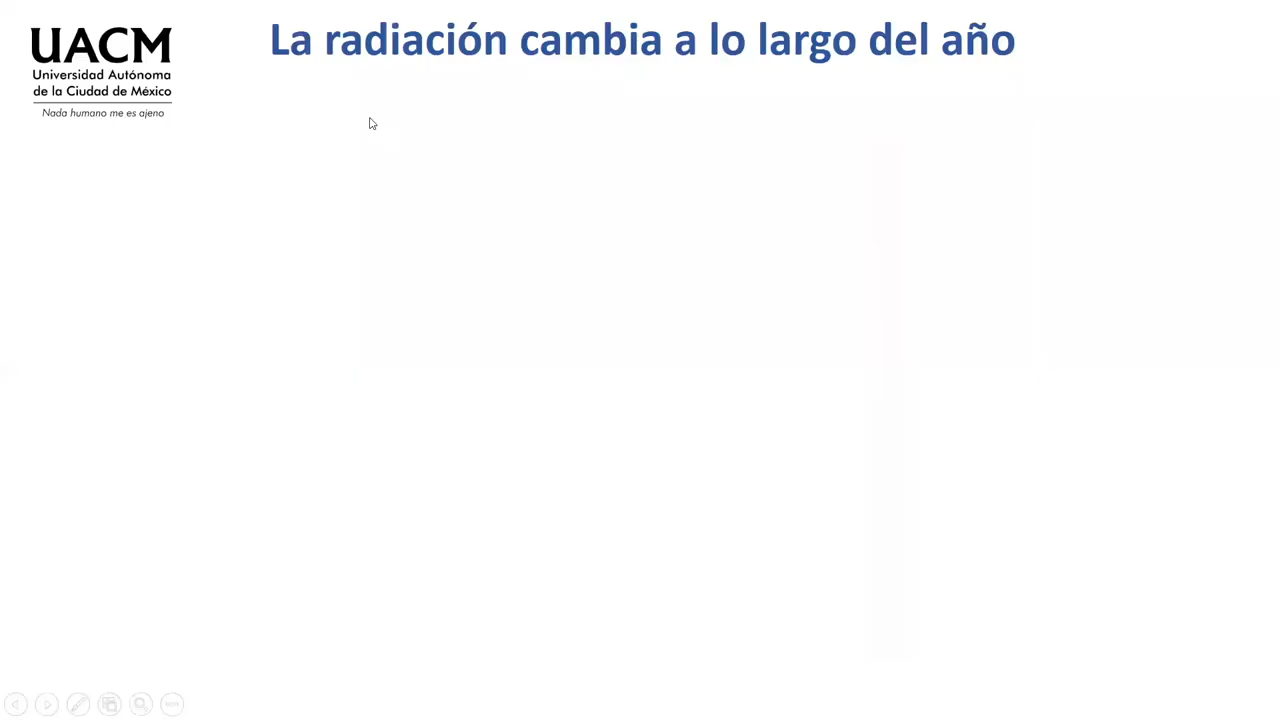 La radiación cambia a lo largo del año
UACM
Universidad Autónoma
de la Ciudad de México
Nada humano me es ajeno